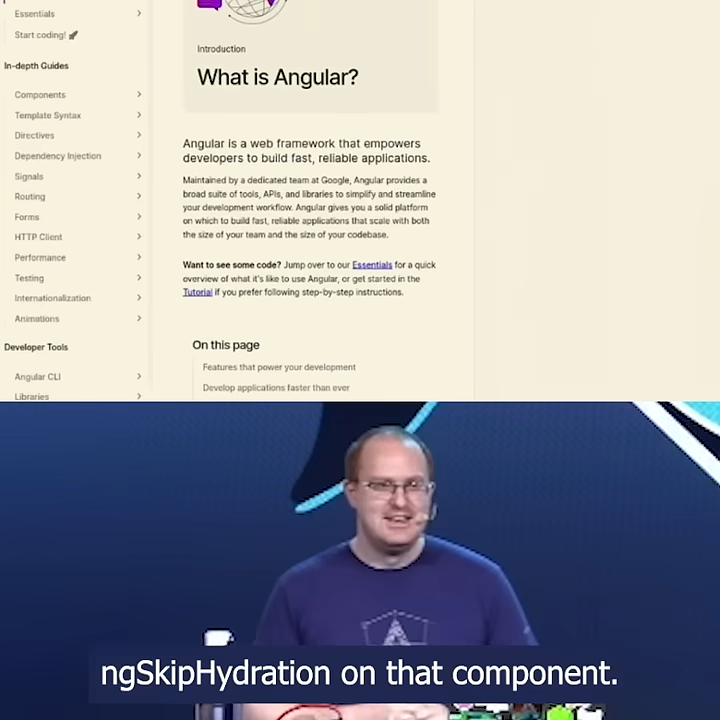 Essentials
Start coding! 🚀
In-depth Guides
Components
Template Syntax
Directives
Dependency Injection
Signals
Routing
Forms
HTTP Client
Performance
Testing
Internationalization
Animations
Developer Tools
Angular CLI
Libraries
Introduction
What is Angular?
Angular is a web framework that empowers
developers to build fast, reliable applications.
Maintained by a dedicated team at Google, Angular provides a
broad suite of tools, APIs, and libraries to simplify and streamline
your development workflow. Angular gives you a solid platform
on which to build fast, reliable applications that scale with both
the size of your team and the size of your codebase.
Want to see some code? Jump over to our Essentials for a quick
overview of what it's like to use Angular, or get started in the
Tutorial if you prefer following step-by-step instructions.
On this page
Features that power your development
Develop applications faster than ever
ngSkipHydration on that component.